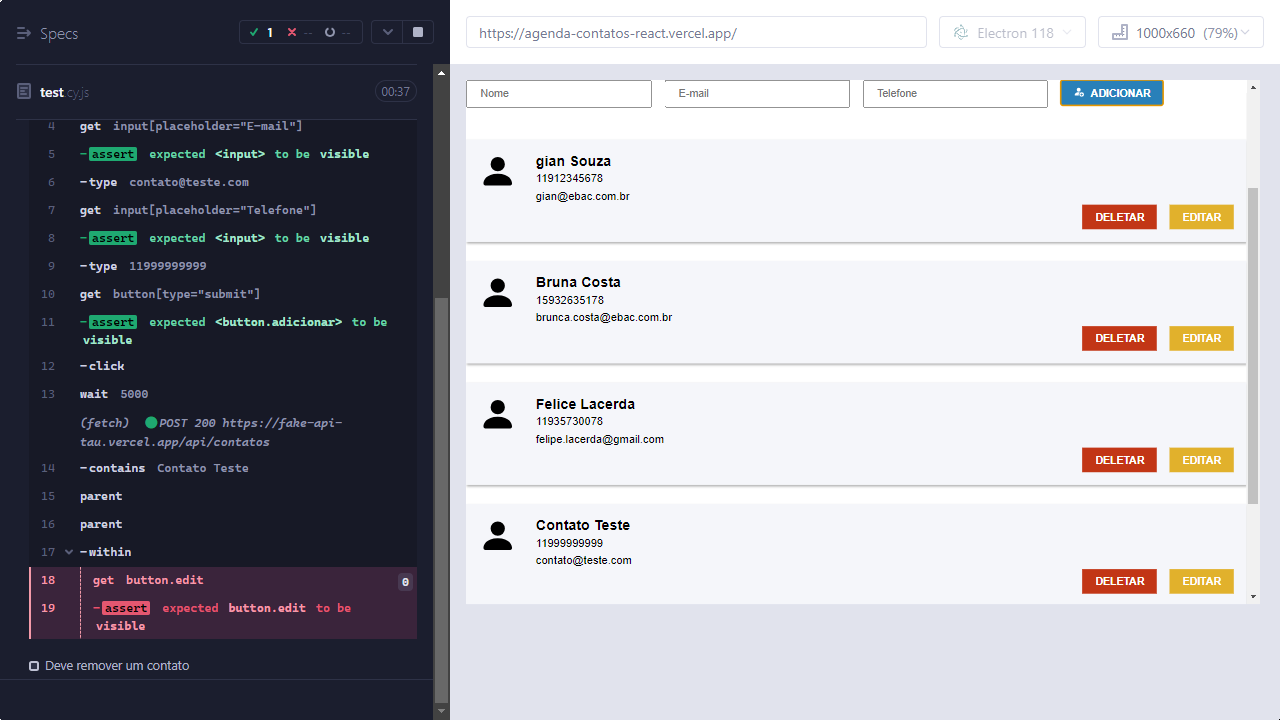 Specs
1
--
--
test cy.js
00:37
4 get input[placeholder="E-mail"]
5 -assert expected <input> to be visible
6 -type contato@teste.com
7 get input[placeholder="Telefone"]
8 -assert expected <input> to be visible
9 -type 11999999999
10 get button[type="submit"]
11 -assert expected <button.adicionar> to be
visible
12 -click
13 wait 5000
(fetch) POST 200 https://fake-api-
tau.vercel.app/api/contatos
14 -contains Contato Teste
15 parent
16 parent
17 -within
18 get button.edit 0
19 -assert expected button.edit to be
visible
Deve remover um contato
https://agenda-contatos-react.vercel.app/
Electron 118
1000x660 (79%)
Nome
E-mail
Telefone
ADICIONAR
gian Souza
11912345678
gian@ebac.com.br
DELETAR
EDITAR
Bruna Costa
15932635178
brunca.costa@ebac.com.br
DELETAR
EDITAR
Felice Lacerda
11935730078
felipe.lacerda@gmail.com
DELETAR
EDITAR
Contato Teste
11999999999
contato@teste.com
DELETAR
EDITAR